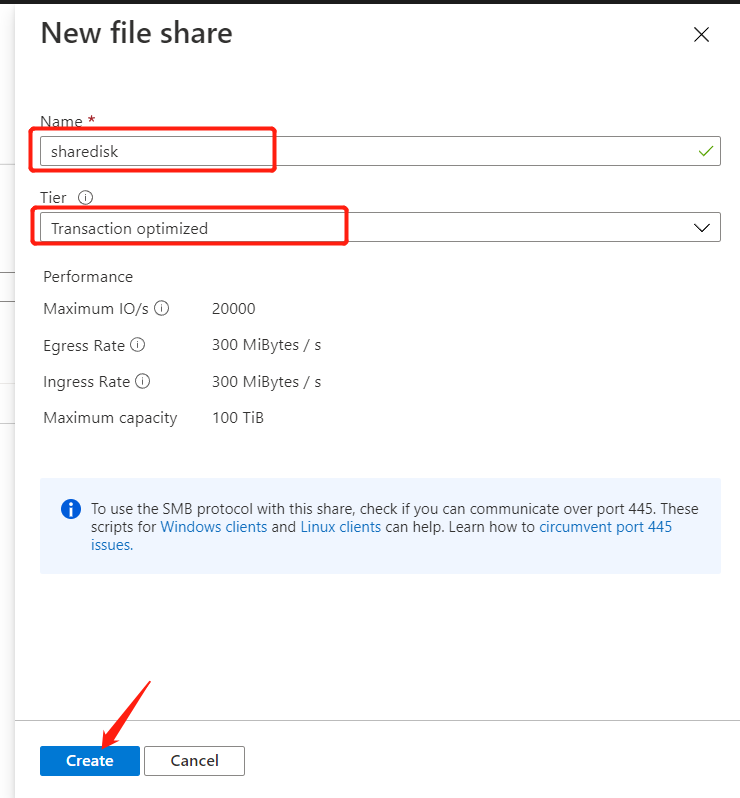 New file share
Name *
sharedisk
Tier
Transaction optimized
Performance
Maximum IO/s 20000
Egress Rate 300 MiBytes / s
Ingress Rate 300 MiBytes / s
Maximum capacity 100 TiB
To use the SMB protocol with this share, check if you can communicate over port 445. These
scripts for Windows clients and Linux clients can help. Learn how to circumvent port 445
issues.
Create Cancel